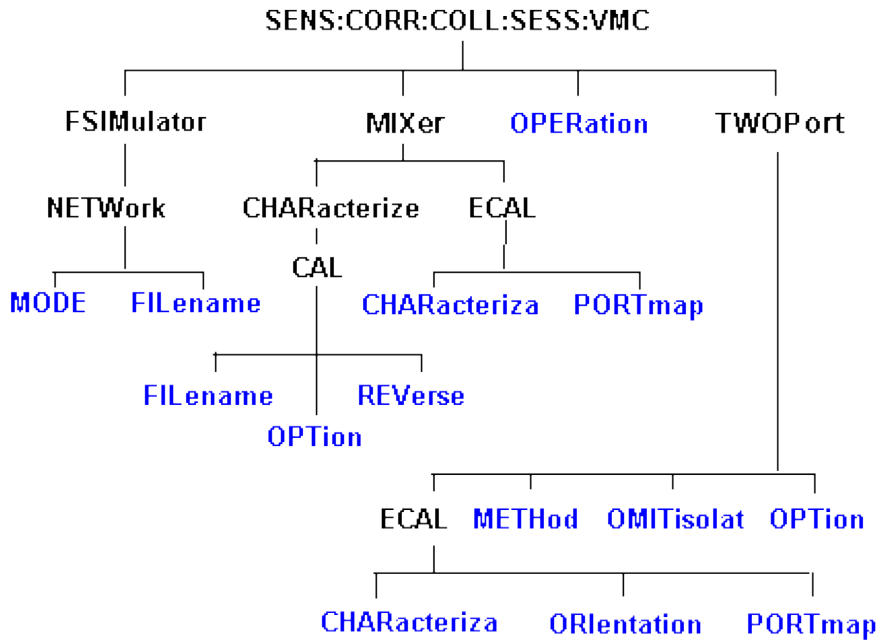 SENS:CORR:COLL:SESS:VMC
FSIMulator MIXer OPERation TWOPort
NETWork CHARacterize ECAL
CAL
MODE FILename CHARacteriza PORTmap
FILename REVerse
OPTion
ECAL METHod OMITisolat OPTion
CHARacteriza ORIentation PORTmap